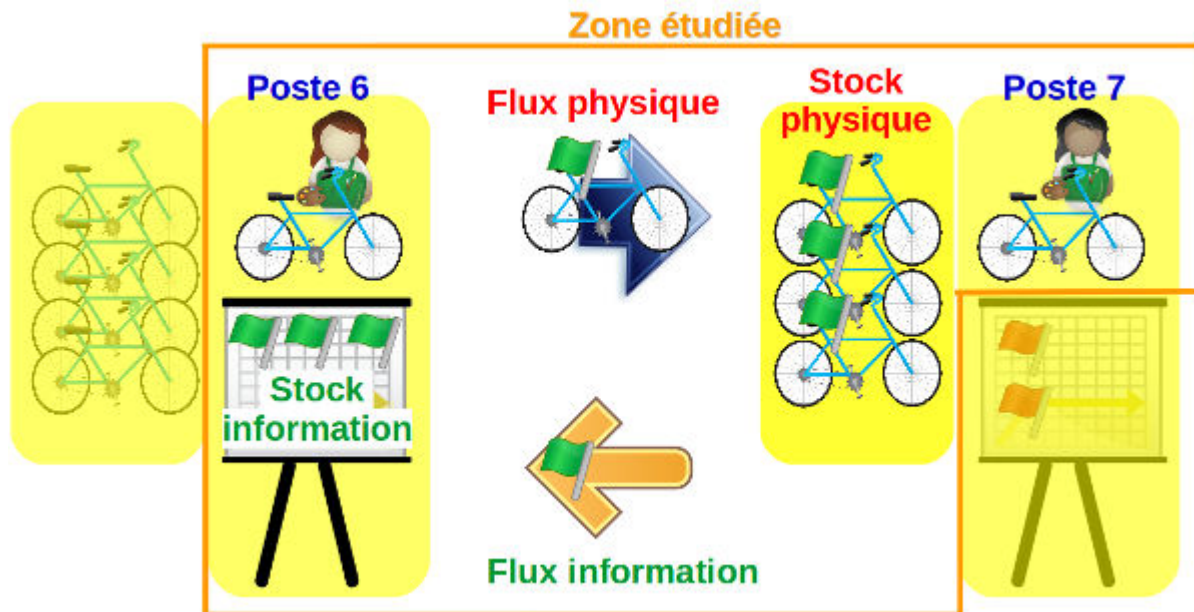 Zone étudiée
Poste 6
Flux physique
Stock
physique
Poste 7
Stock
information
Flux information